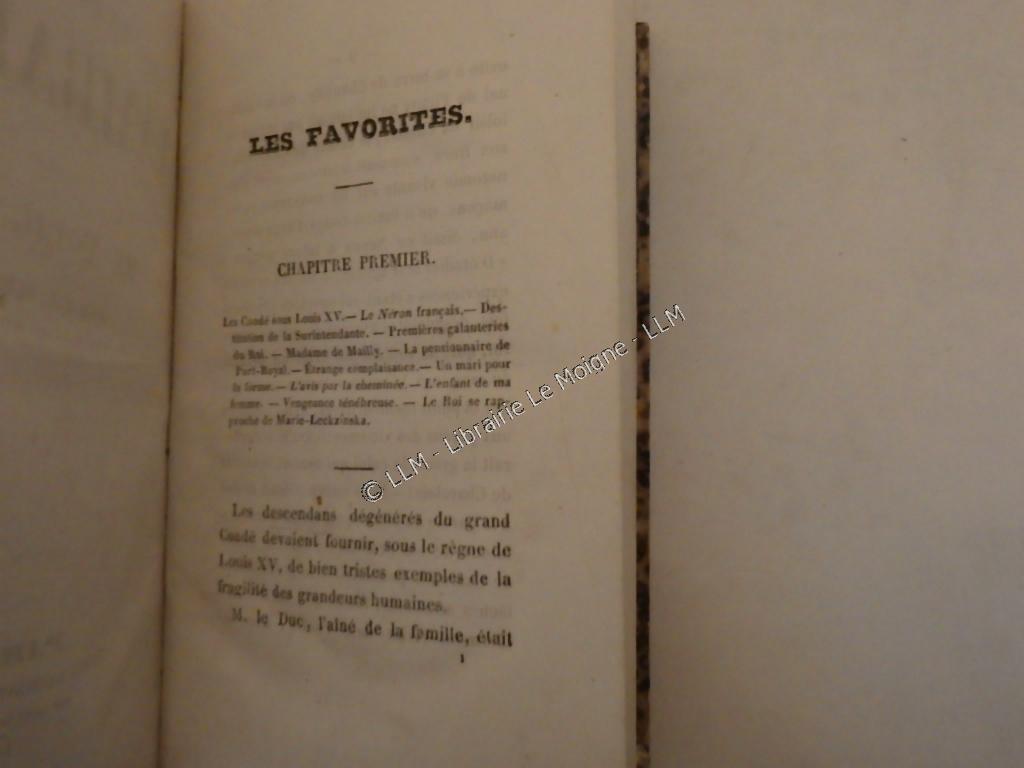 LES FAVORITES.
CHAPITRE PREMIER.
Les Condé sous Louis XV. — Le Néron français. — Des-
titution de la Surintendante. — Premières galanteries
du Roi. — Madame de Mailly. — La pensionnaire de
Port-Royal. — Étrange complaisance. — Un mari pour
la forme. — L'avis par la cheminée. — L'enfant de ma
femme. — Vengeance ténébreuse. — Le Roi se rap-
proche de Marie-Leckzinska.
Les descendans dégénérés du grand
Condé devaient fournir, sous le règne de
Louis XV, de bien tristes exemples de la
fragilité des grandeurs humaines.
M. le Duc, l'aîné de la famille, était
1
© LLM - Librairie Le Moigne - LLM